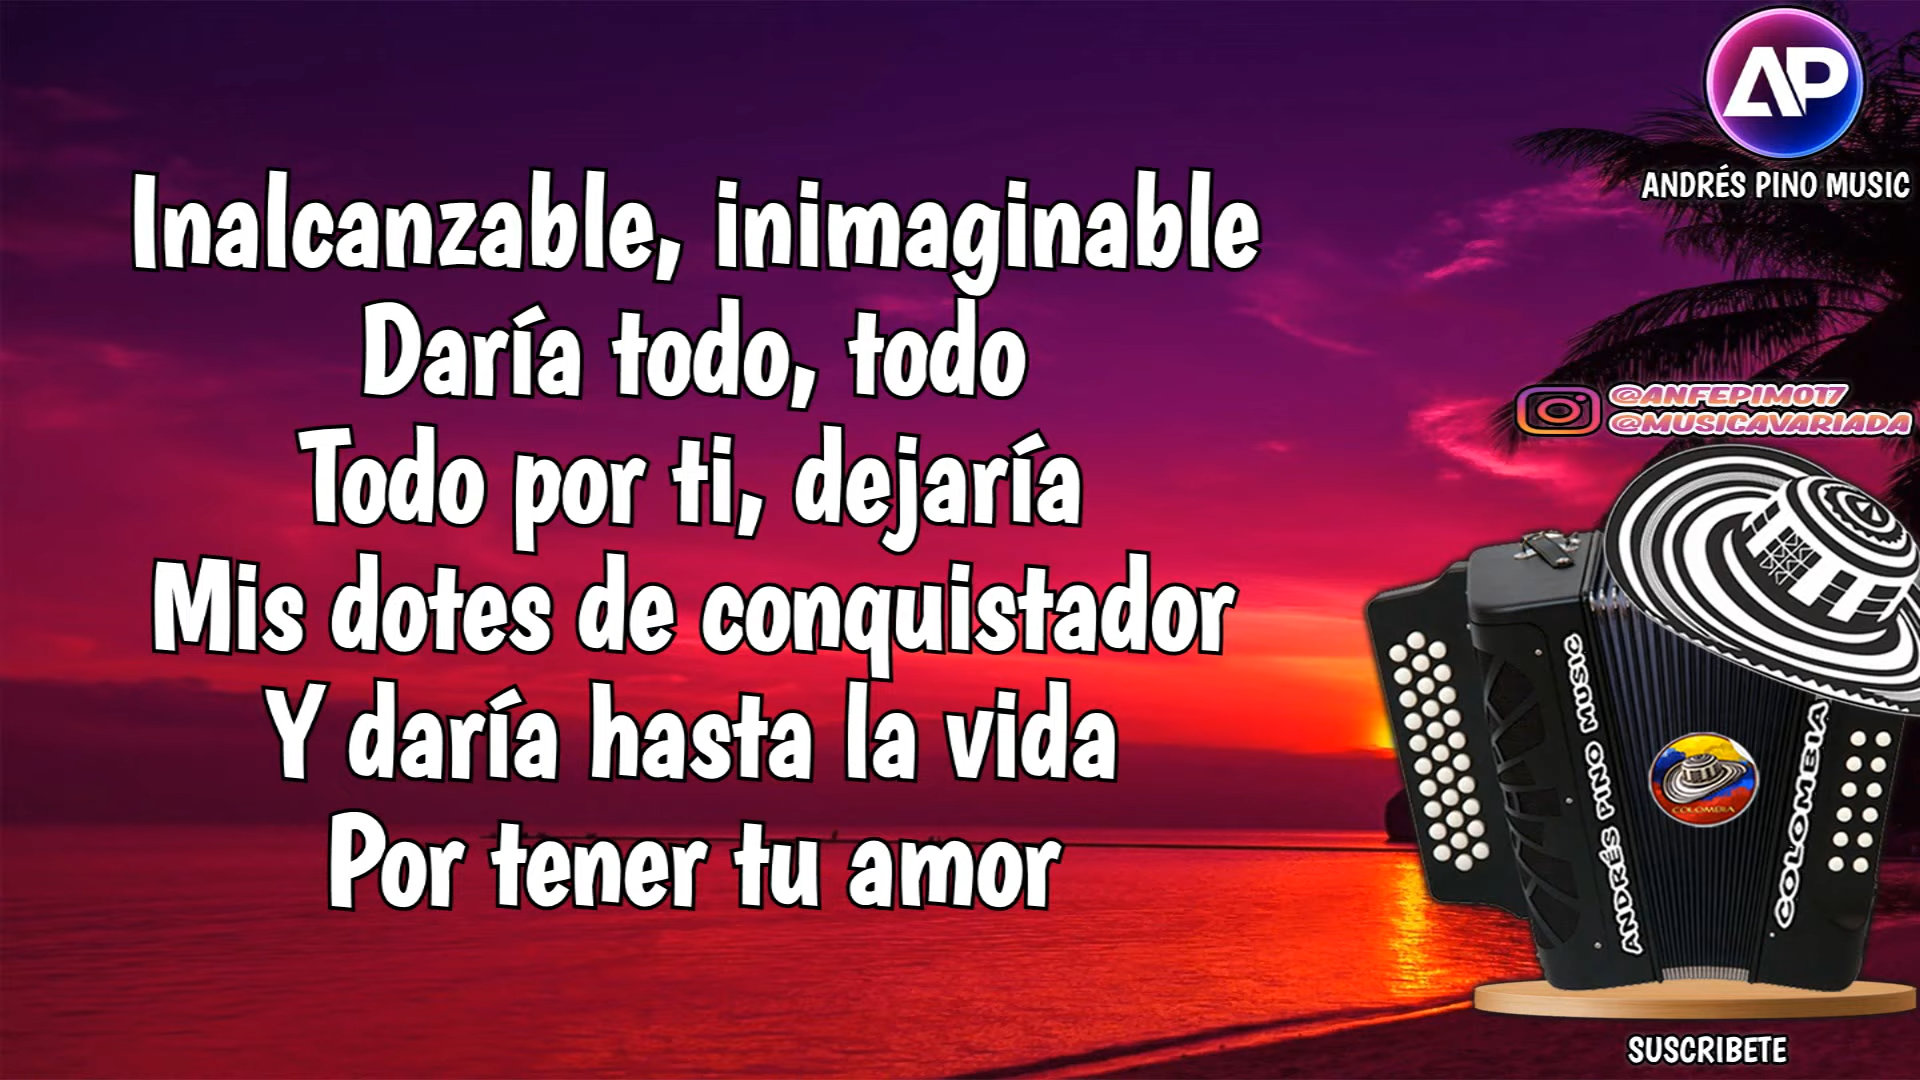 AP
ANDRÉS PINO MUSIC
Inalcanzable, inimaginable
Daría todo, todo
Todo por ti, dejaría
Mis dotes de conquistador
Y daría hasta la vida
Por tener tu amor
@ANFEPIMO17
@MUSICAVARIADA
ANDRÉS PINO MUSIC
COLOMBIA
COLOMBIA
SUSCRIBETE